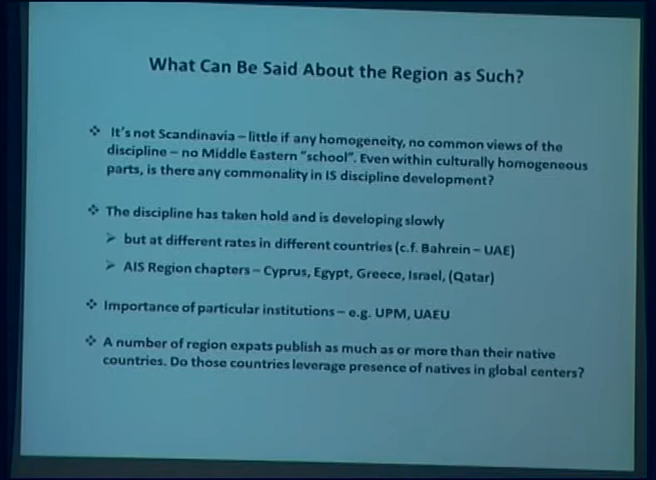 What Can Be Said About the Region as Such?
❖ It's not Scandinavia – little if any homogeneity, no common views of the
discipline – no Middle Eastern "school". Even within culturally homogeneous
parts, is there any commonality in IS discipline development?
❖ The discipline has taken hold and is developing slowly
➢ but at different rates in different countries (c.f. Bahrein – UAE)
➢ AIS Region chapters – Cyprus, Egypt, Greece, Israel, (Qatar)
❖ Importance of particular institutions – e.g. UPM, UAEU
❖ A number of region expats publish as much as or more than their native
countries. Do those countries leverage presence of natives in global centers?